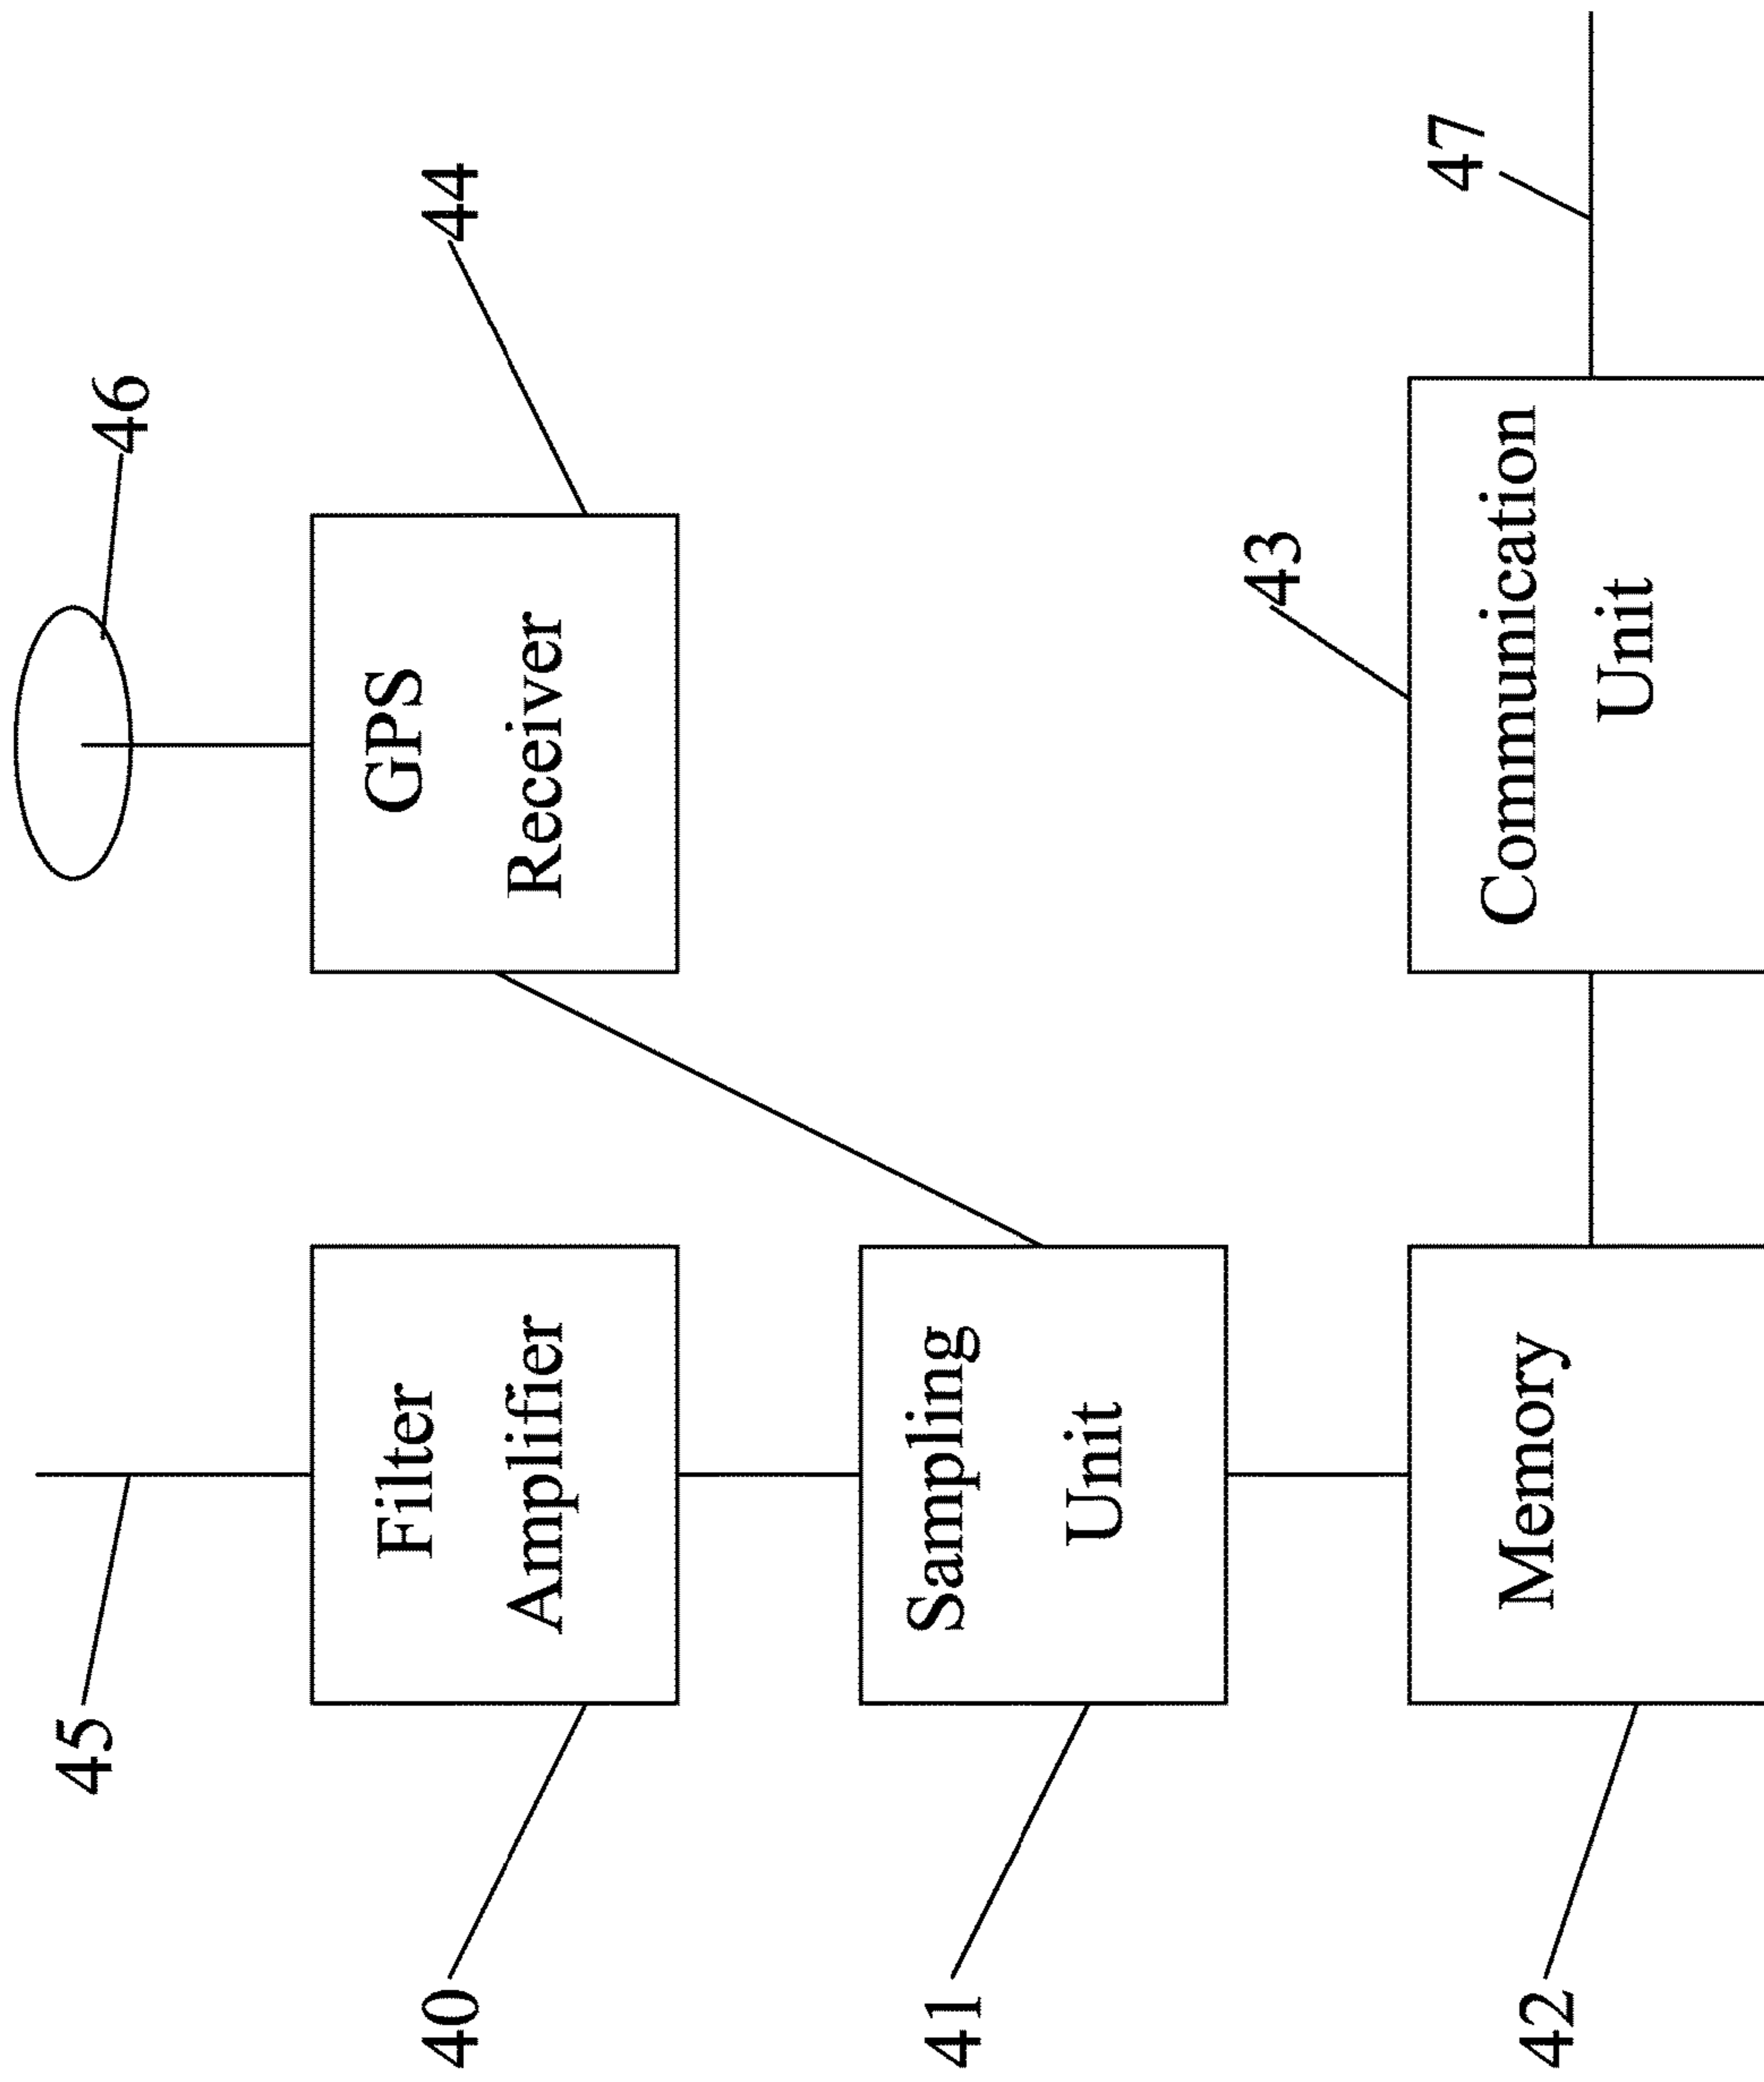 45
46
40
Filter
Amplifier
GPS
Receiver
44
41
Sampling
Unit
43
47
42
Memory
Communication
Unit